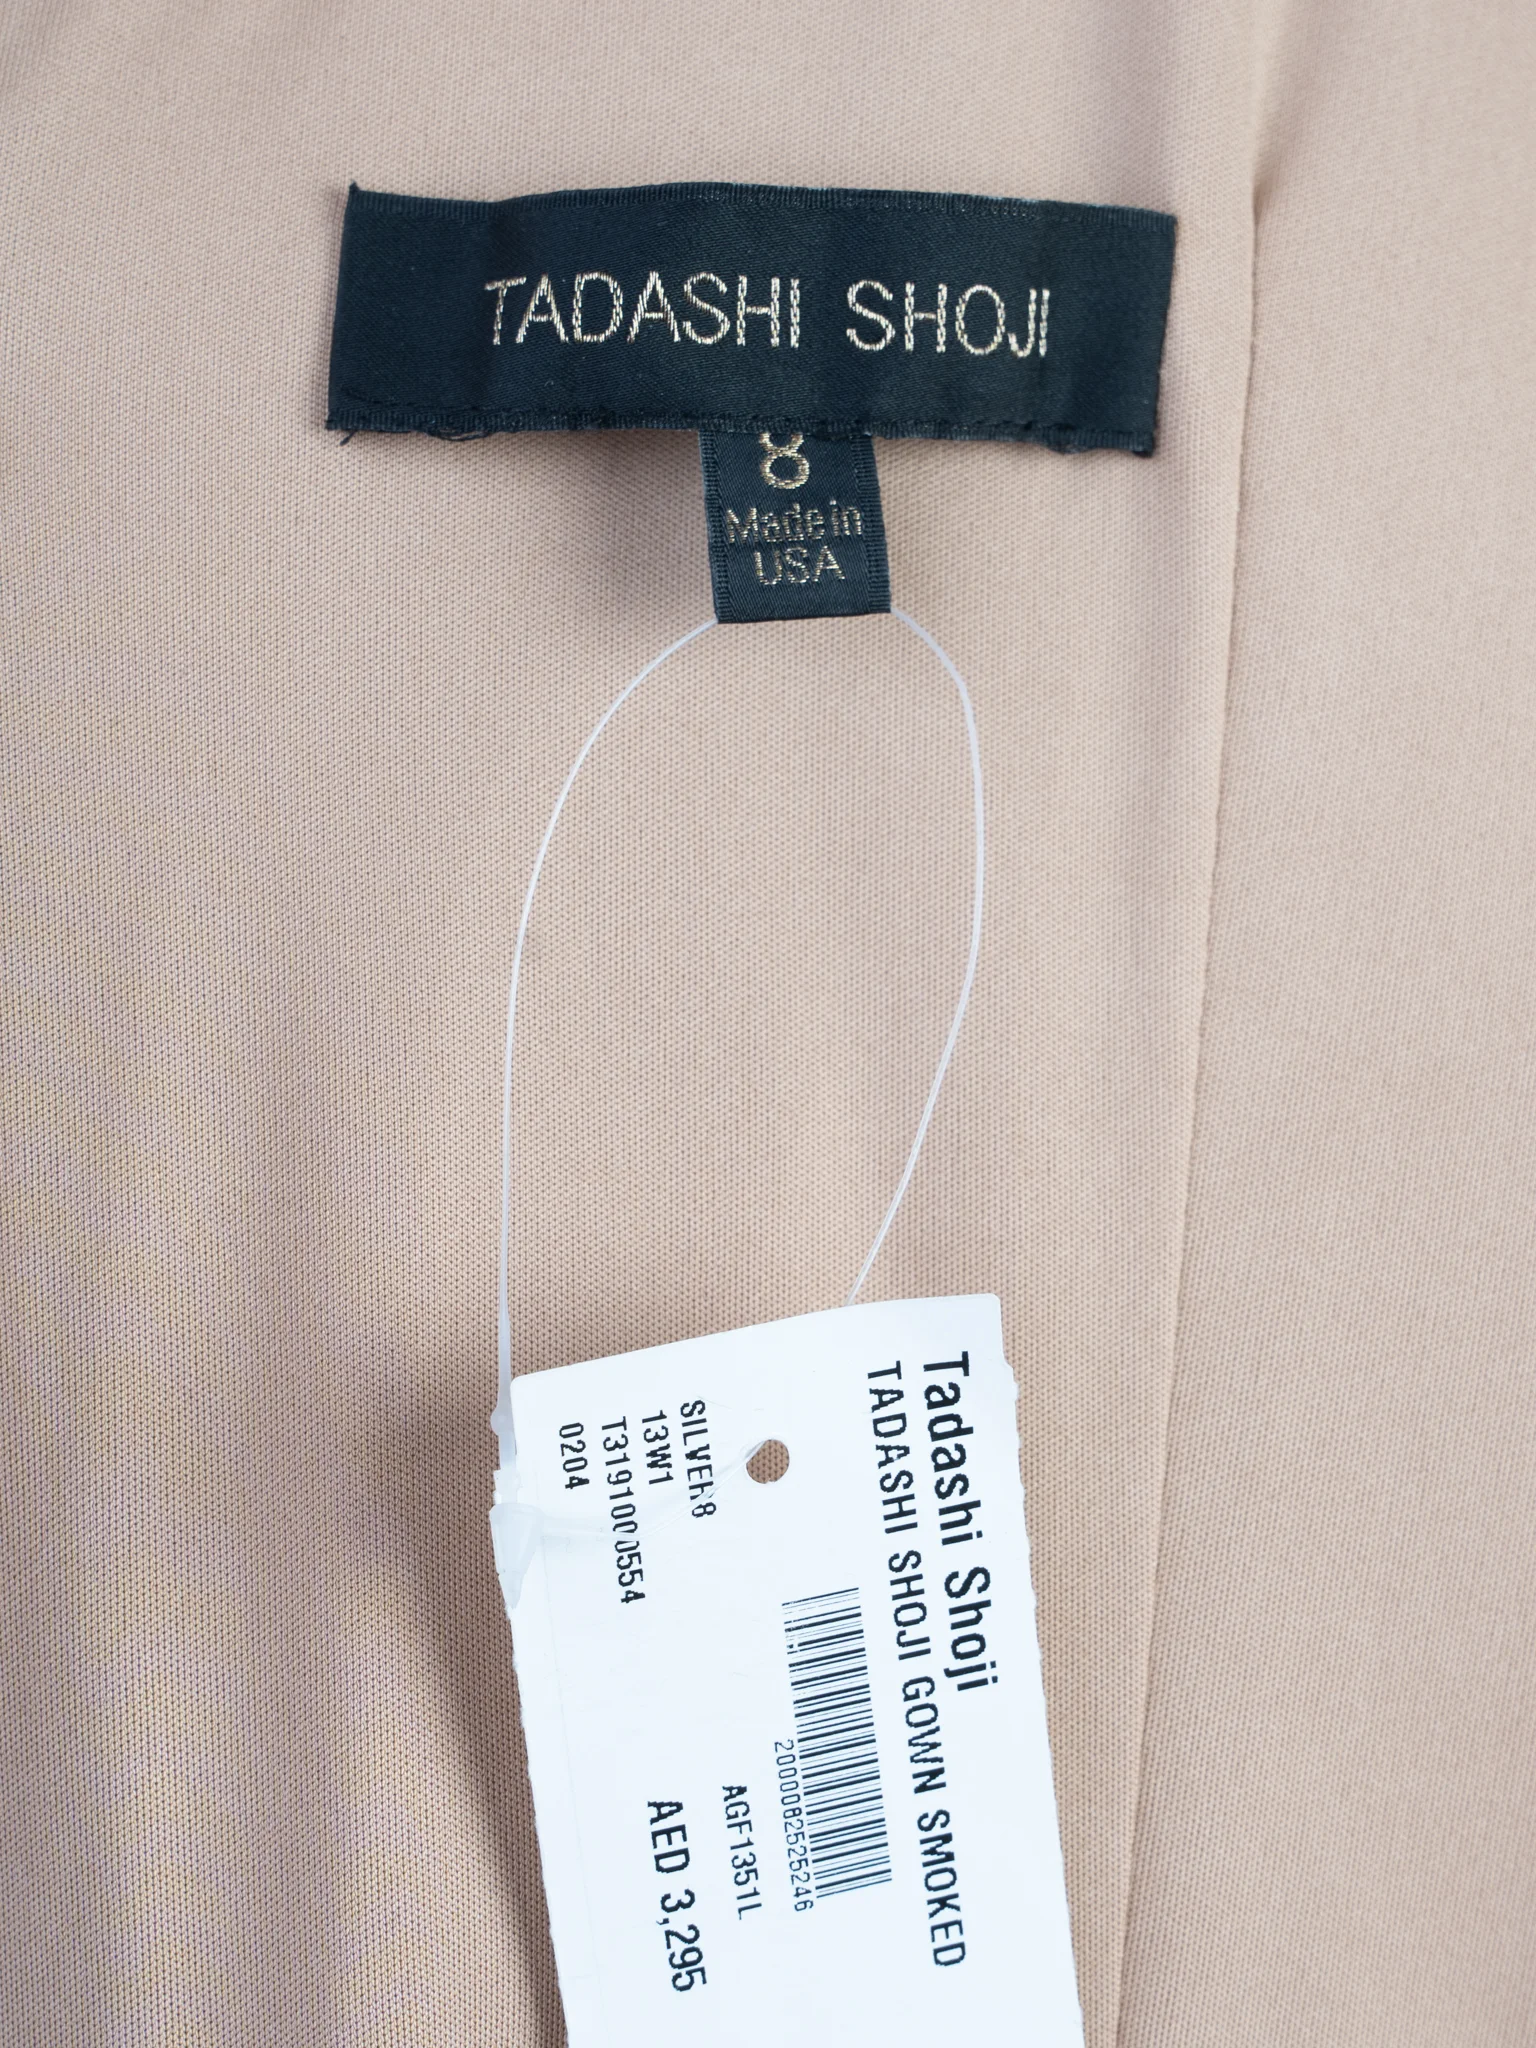 TADASHI SHOJI
8
Made in
USA
Tadashi Shoji
TADASHI SHOJI GOWN SMOKED
2000082525246
AGF1351L
AED 3,295
SILVER 8
13W1
T3191000554
0204